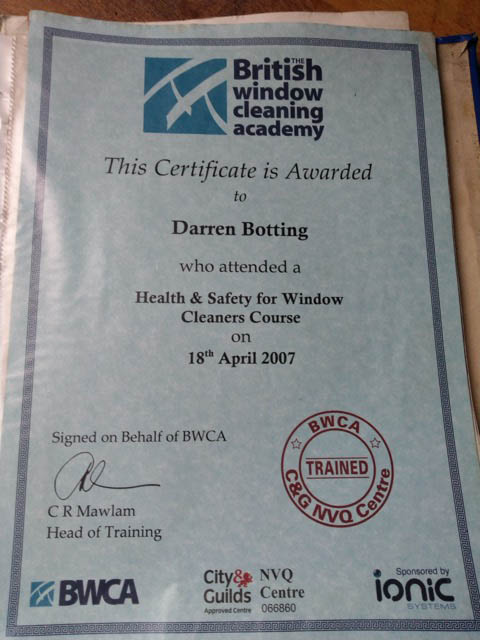 THE
British
window
cleaning
academy
This Certificate is Awarded
to
Darren Botting
who attended a
Health & Safety for Window
Cleaners Course
on
18th April 2007
Signed on Behalf of BWCA
C R Mawlam
Head of Training
BWCA
TRAINED
C&G NVQ Centre
BWCA
City&
Guilds
Approved Centre
NVQ
Centre
066860
Sponsored by
ionic
SYSTEMS